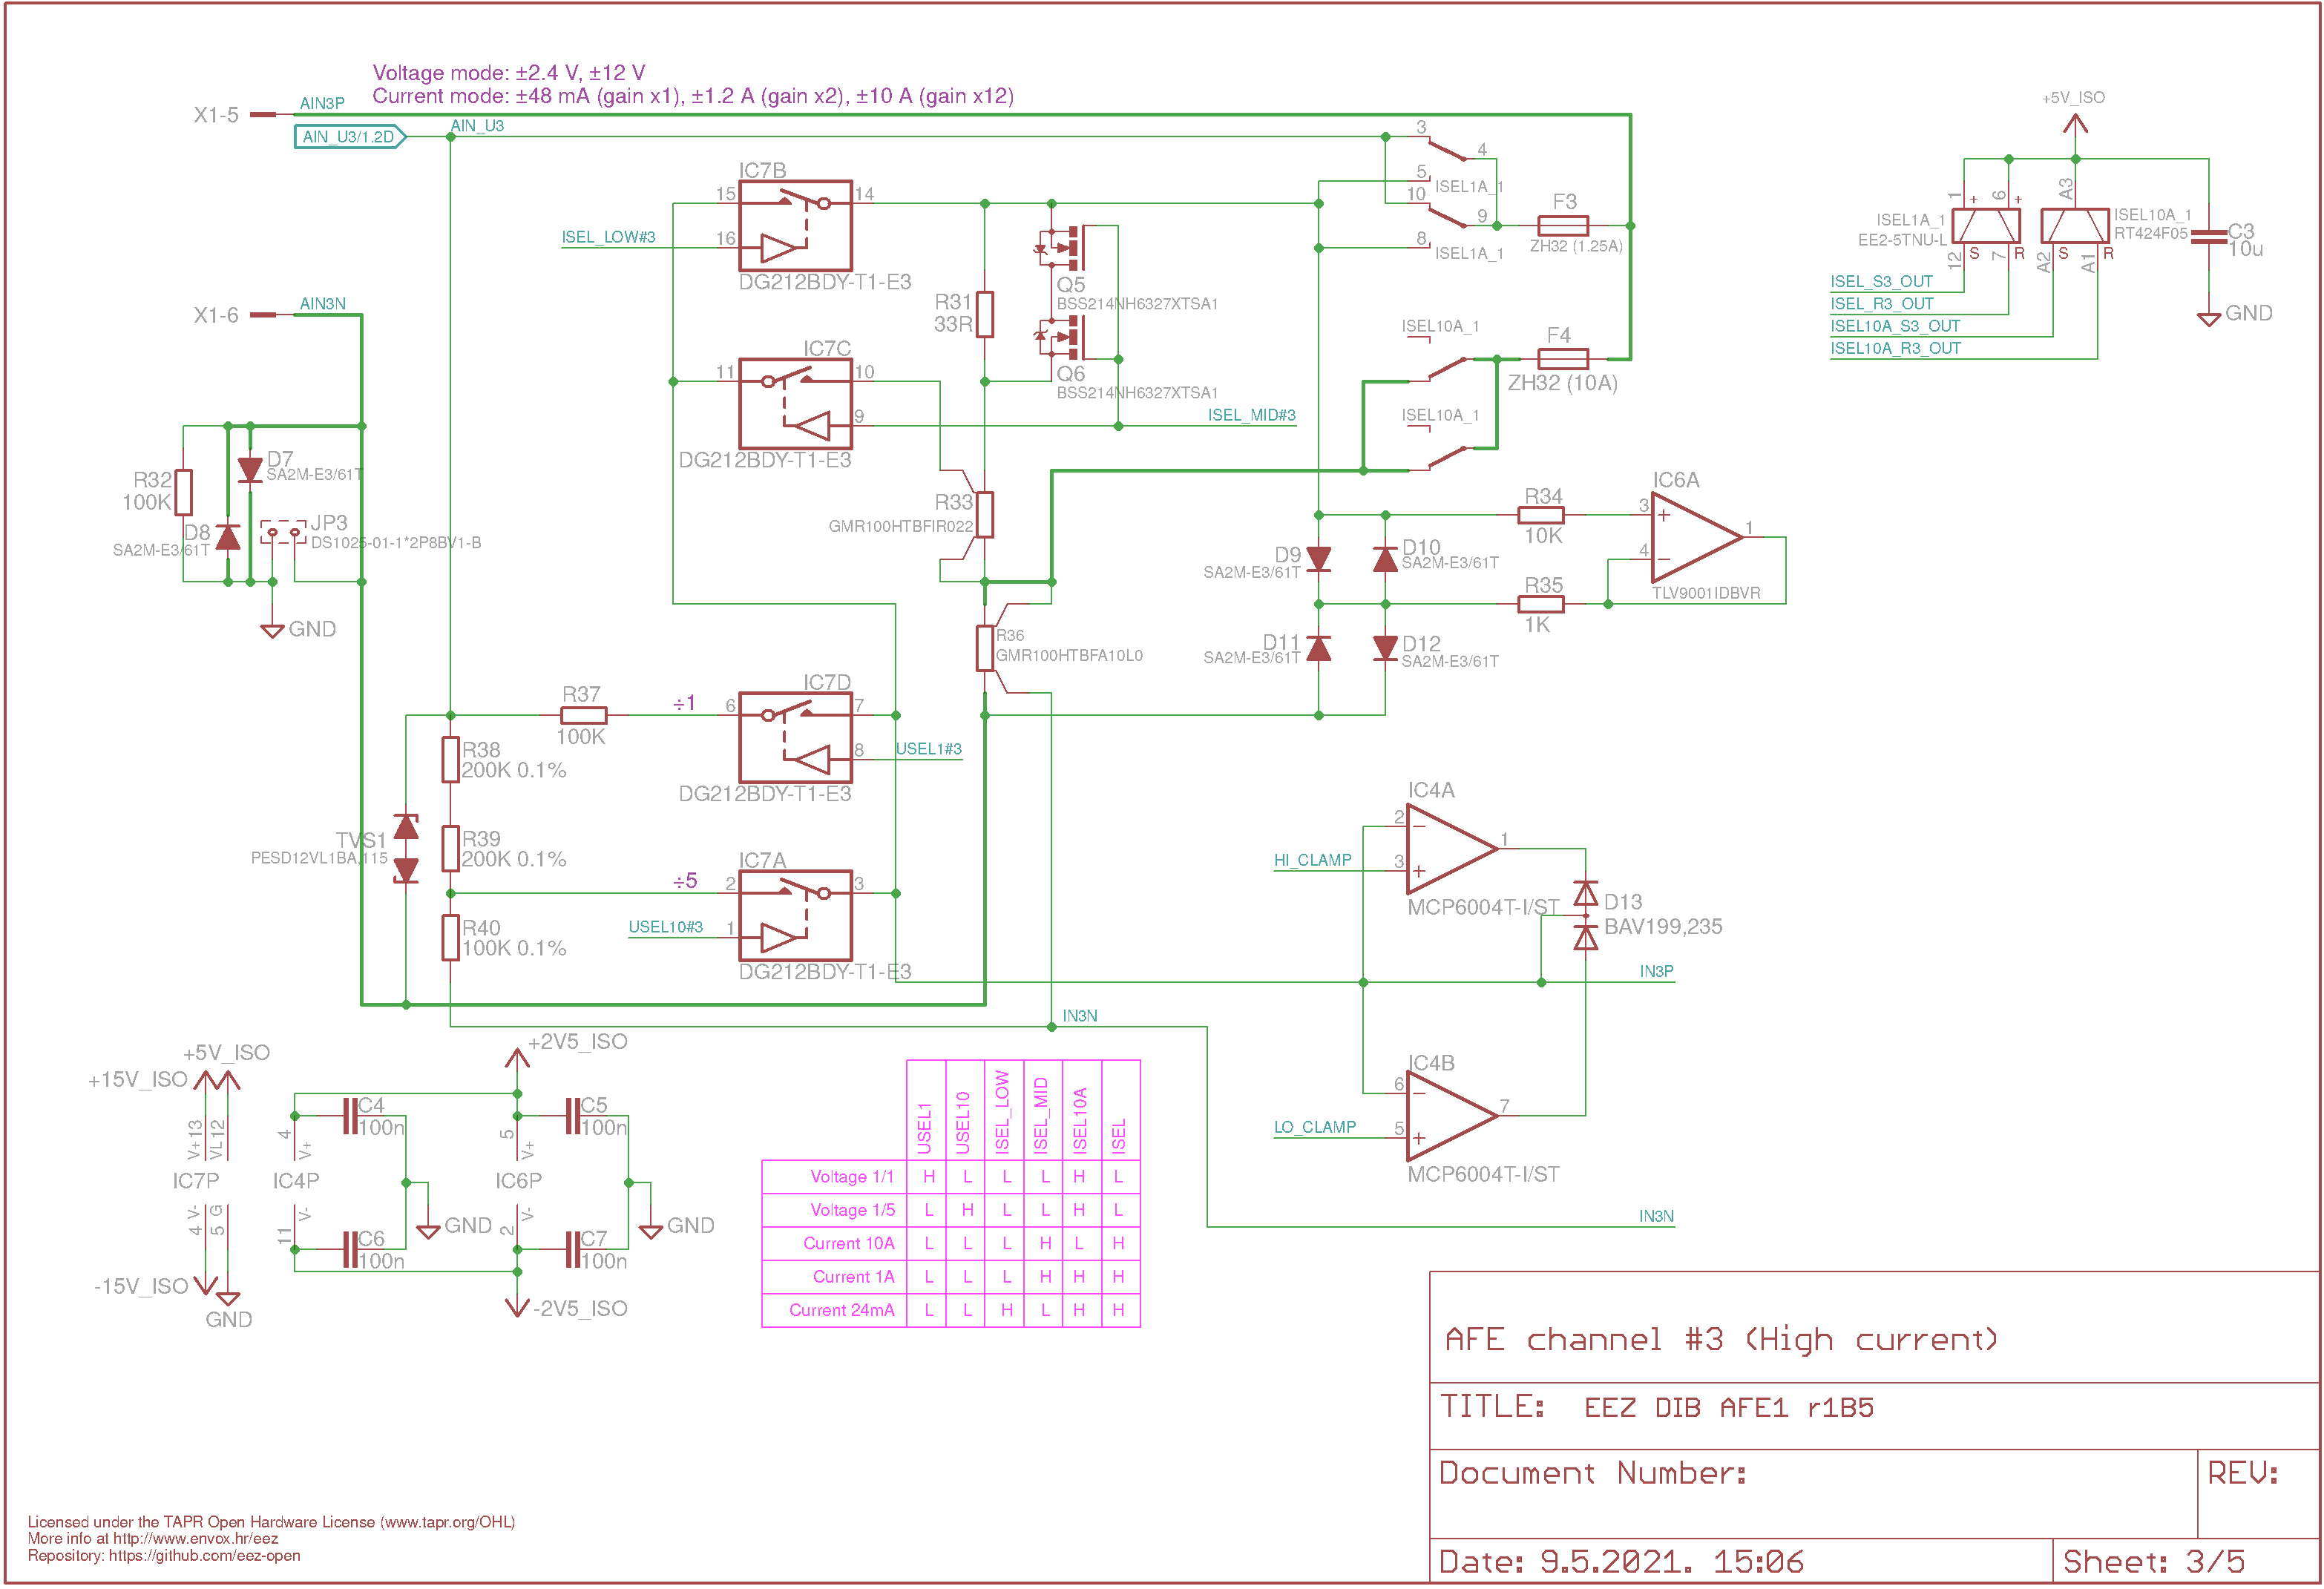 Voltage mode: ±2.4 V, ±12 V
Current mode: ±48 mA (gain x1), ±1.2 A (gain x2), ±10 A (gain x12)
X1-5
AIN3P
AIN_U3/1.2D
AIN_U3
X1-6
AIN3N
IC7B
15
14
16
ISEL_LOW#3
DG212BDY-T1-E3
IC7C
11
10
9
DG212BDY-T1-E3
ISEL_MID#3
R31
33R
Q5
BSS214NH6327XTSA1
Q6
BSS214NH6327XTSA1
3
4
5
ISEL1A_1
10
9
8
ISEL1A_1
F3
ZH32 (1.25A)
ISEL10A_1
F4
ZH32 (10A)
ISEL10A_1
+5V_ISO
1
+
6
+
A3
ISEL1A_1
EE2-5TNU-L
ISEL10A_1
RT424F05
12
S
7
R
A2
S
A1
R
C3
10u
GND
ISEL_S3_OUT
ISEL_R3_OUT
ISEL10A_S3_OUT
ISEL10A_R3_OUT
R32
100K
D7
SA2M-E3/61T
D8
SA2M-E3/61T
JP3
DS1025-01-1*2P8BV1-B
GND
R33
GMR100HTBFIR022
R36
GMR100HTBFA10L0
D9
SA2M-E3/61T
D10
SA2M-E3/61T
D11
SA2M-E3/61T
D12
SA2M-E3/61T
R34
10K
R35
1K
IC6A
3
+
4
−
1
TLV9001IDBVR
R37
100K
÷1
IC7D
6
7
8
USEL1#3
DG212BDY-T1-E3
R38
200K 0.1%
R39
200K 0.1%
R40
100K 0.1%
TVS1
PESD12VL1BA,115
÷5
IC7A
2
3
1
USEL10#3
DG212BDY-T1-E3
IC4A
2
−
3
+
1
HI_CLAMP
MCP6004T-I/ST
D13
BAV199,235
IN3P
IN3N
IC4B
6
−
5
+
7
LO_CLAMP
MCP6004T-I/ST
IN3N
+5V_ISO
+15V_ISO
V+ 13
VL 12
IC7P
4 V-
5 G
-15V_ISO
GND
+2V5_ISO
4
V+
IC4P
11
V-
C4
100n
C6
100n
GND
5
V+
IC6P
2
V-
C5
100n
C7
100n
GND
-2V5_ISO
USEL1 USEL10 ISEL_LOW ISEL_MID ISEL10A ISEL
Voltage 1/1 H L L L H L
Voltage 1/5 L H L L H L
Current 10A L L L H L H
Current 1A L L L H H H
Current 24mA L L H L H H
AFE channel #3 (High current)
TITLE: EEZ DIB AFE1 r1B5
Document Number:
REV:
Date: 9.5.2021. 15:06
Sheet: 3/5
Licensed under the TAPR Open Hardware License (www.tapr.org/OHL)
More info at http://www.envox.hr/eez
Repository: https://github.com/eez-open